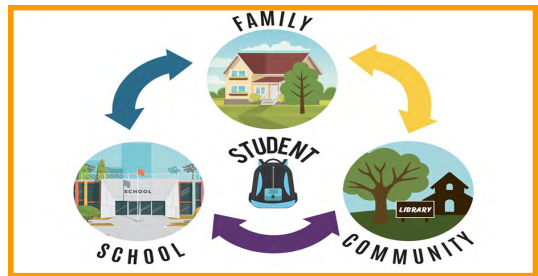 FAMILY
STUDENT
SCHOOL
LIBRARY
SCHOOL
COMMUNITY